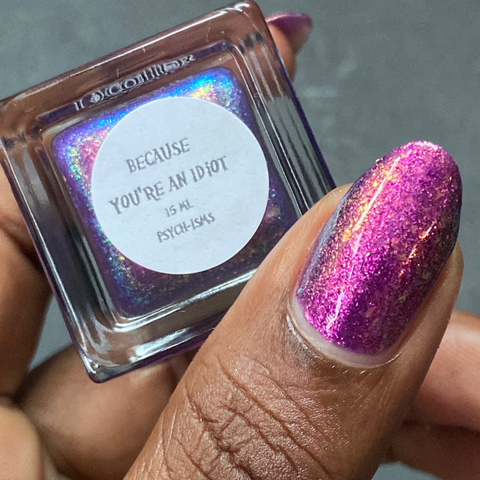 BECAUSE
YOU'RE AN IDiOT
15 ML
PSYCH-ISMS